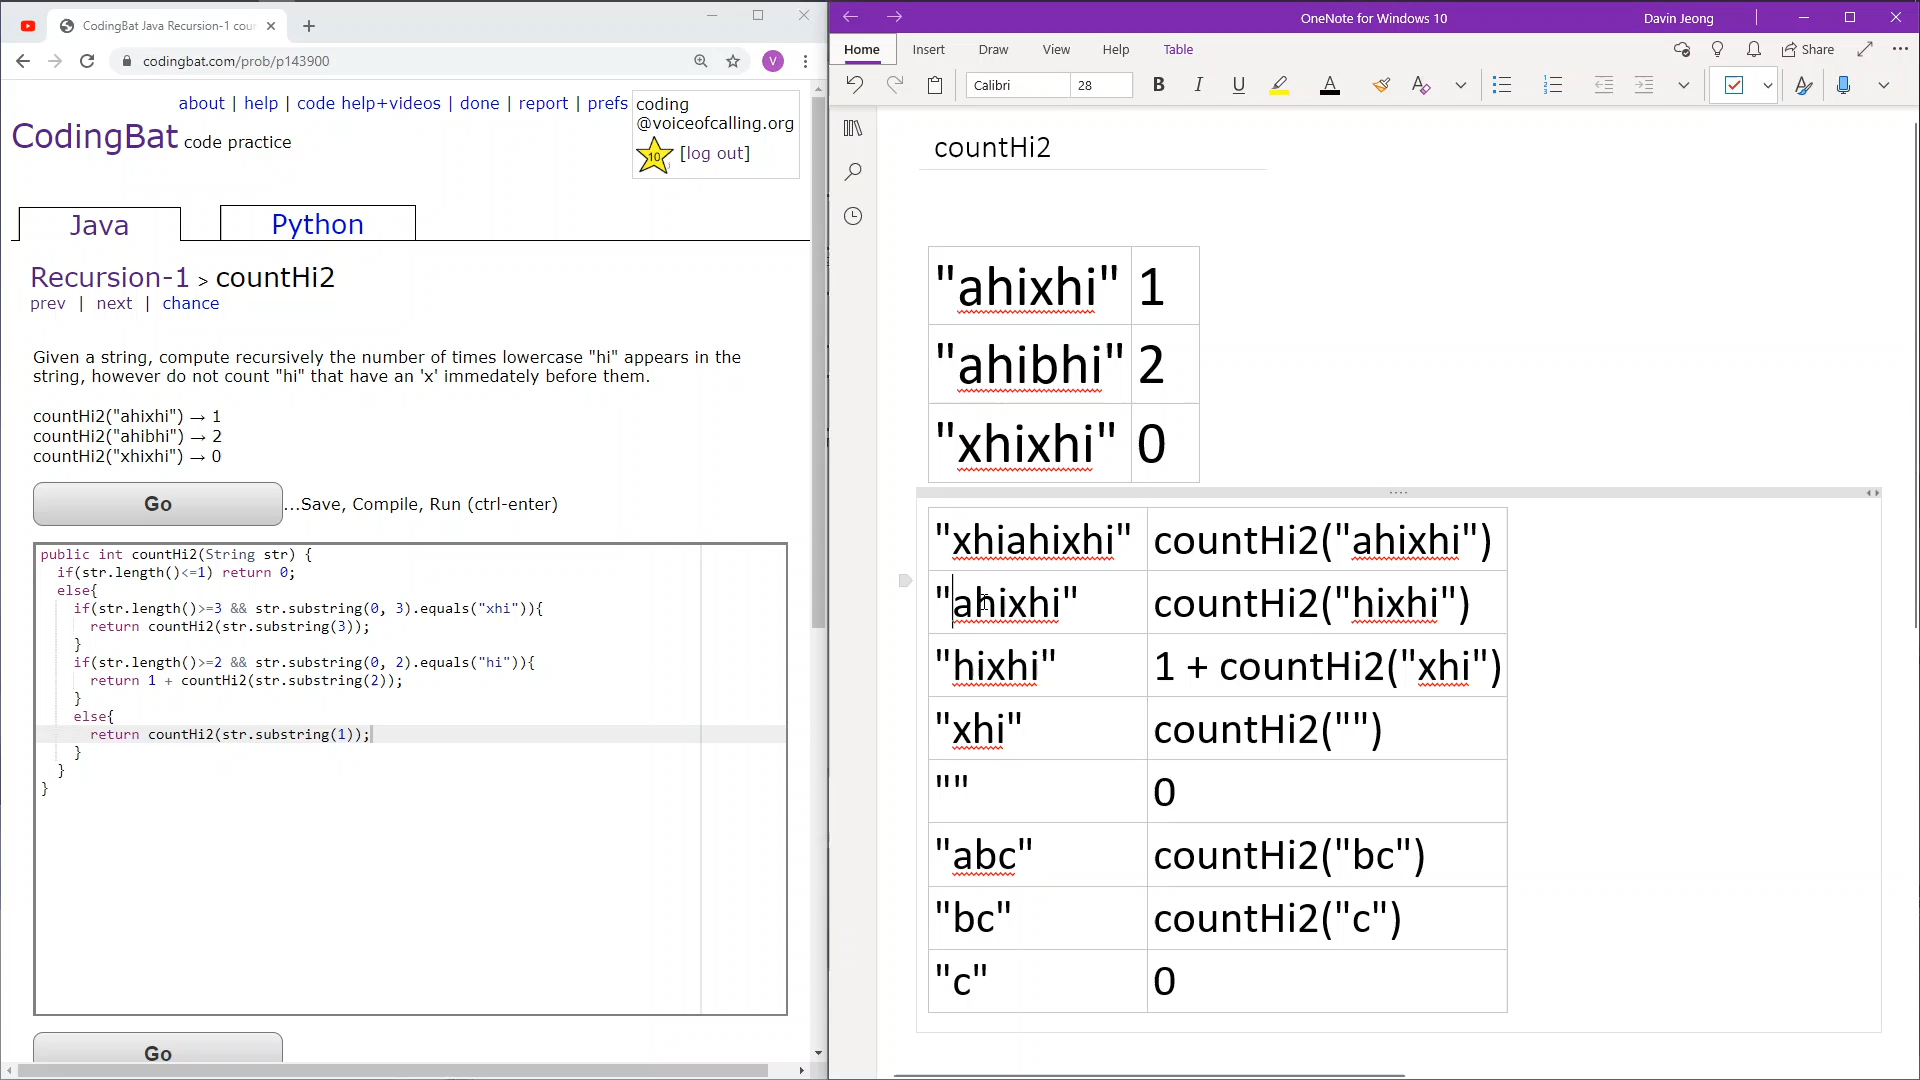 CodingBat Java Recursion-1 cour
codingbat.com/prob/p143900
V
about | help | code help+videos | done | report | prefs
coding
@voiceofcalling.org
10
[log out]
CodingBat code practice
Java
Python
Recursion-1 > countHi2
prev | next | chance
Given a string, compute recursively the number of times lowercase "hi" appears in the
string, however do not count "hi" that have an 'x' immedately before them.
countHi2("ahixhi") → 1
countHi2("ahibhi") → 2
countHi2("xhixhi") → 0
Go
...Save, Compile, Run (ctrl-enter)
public int countHi2(String str) {
if(str.length()<=1) return 0;
else{
if(str.length()>=3 && str.substring(0, 3).equals("xhi")){
return countHi2(str.substring(3));
}
if(str.length()>=2 && str.substring(0, 2).equals("hi")){
return 1 + countHi2(str.substring(2));
}
else{
return countHi2(str.substring(1));
}
}
}
Go
OneNote for Windows 10
Davin Jeong
Home
Insert
Draw
View
Help
Table
Share
Calibri
28
B
I
U
A
countHi2
"ahixhi" 1
"ahibhi" 2
"xhixhi" 0
"xhiahixhi" countHi2("ahixhi")
"ahixhi" countHi2("hixhi")
"hixhi" 1 + countHi2("xhi")
"xhi" countHi2("")
"" 0
"abc" countHi2("bc")
"bc" countHi2("c")
"c" 0